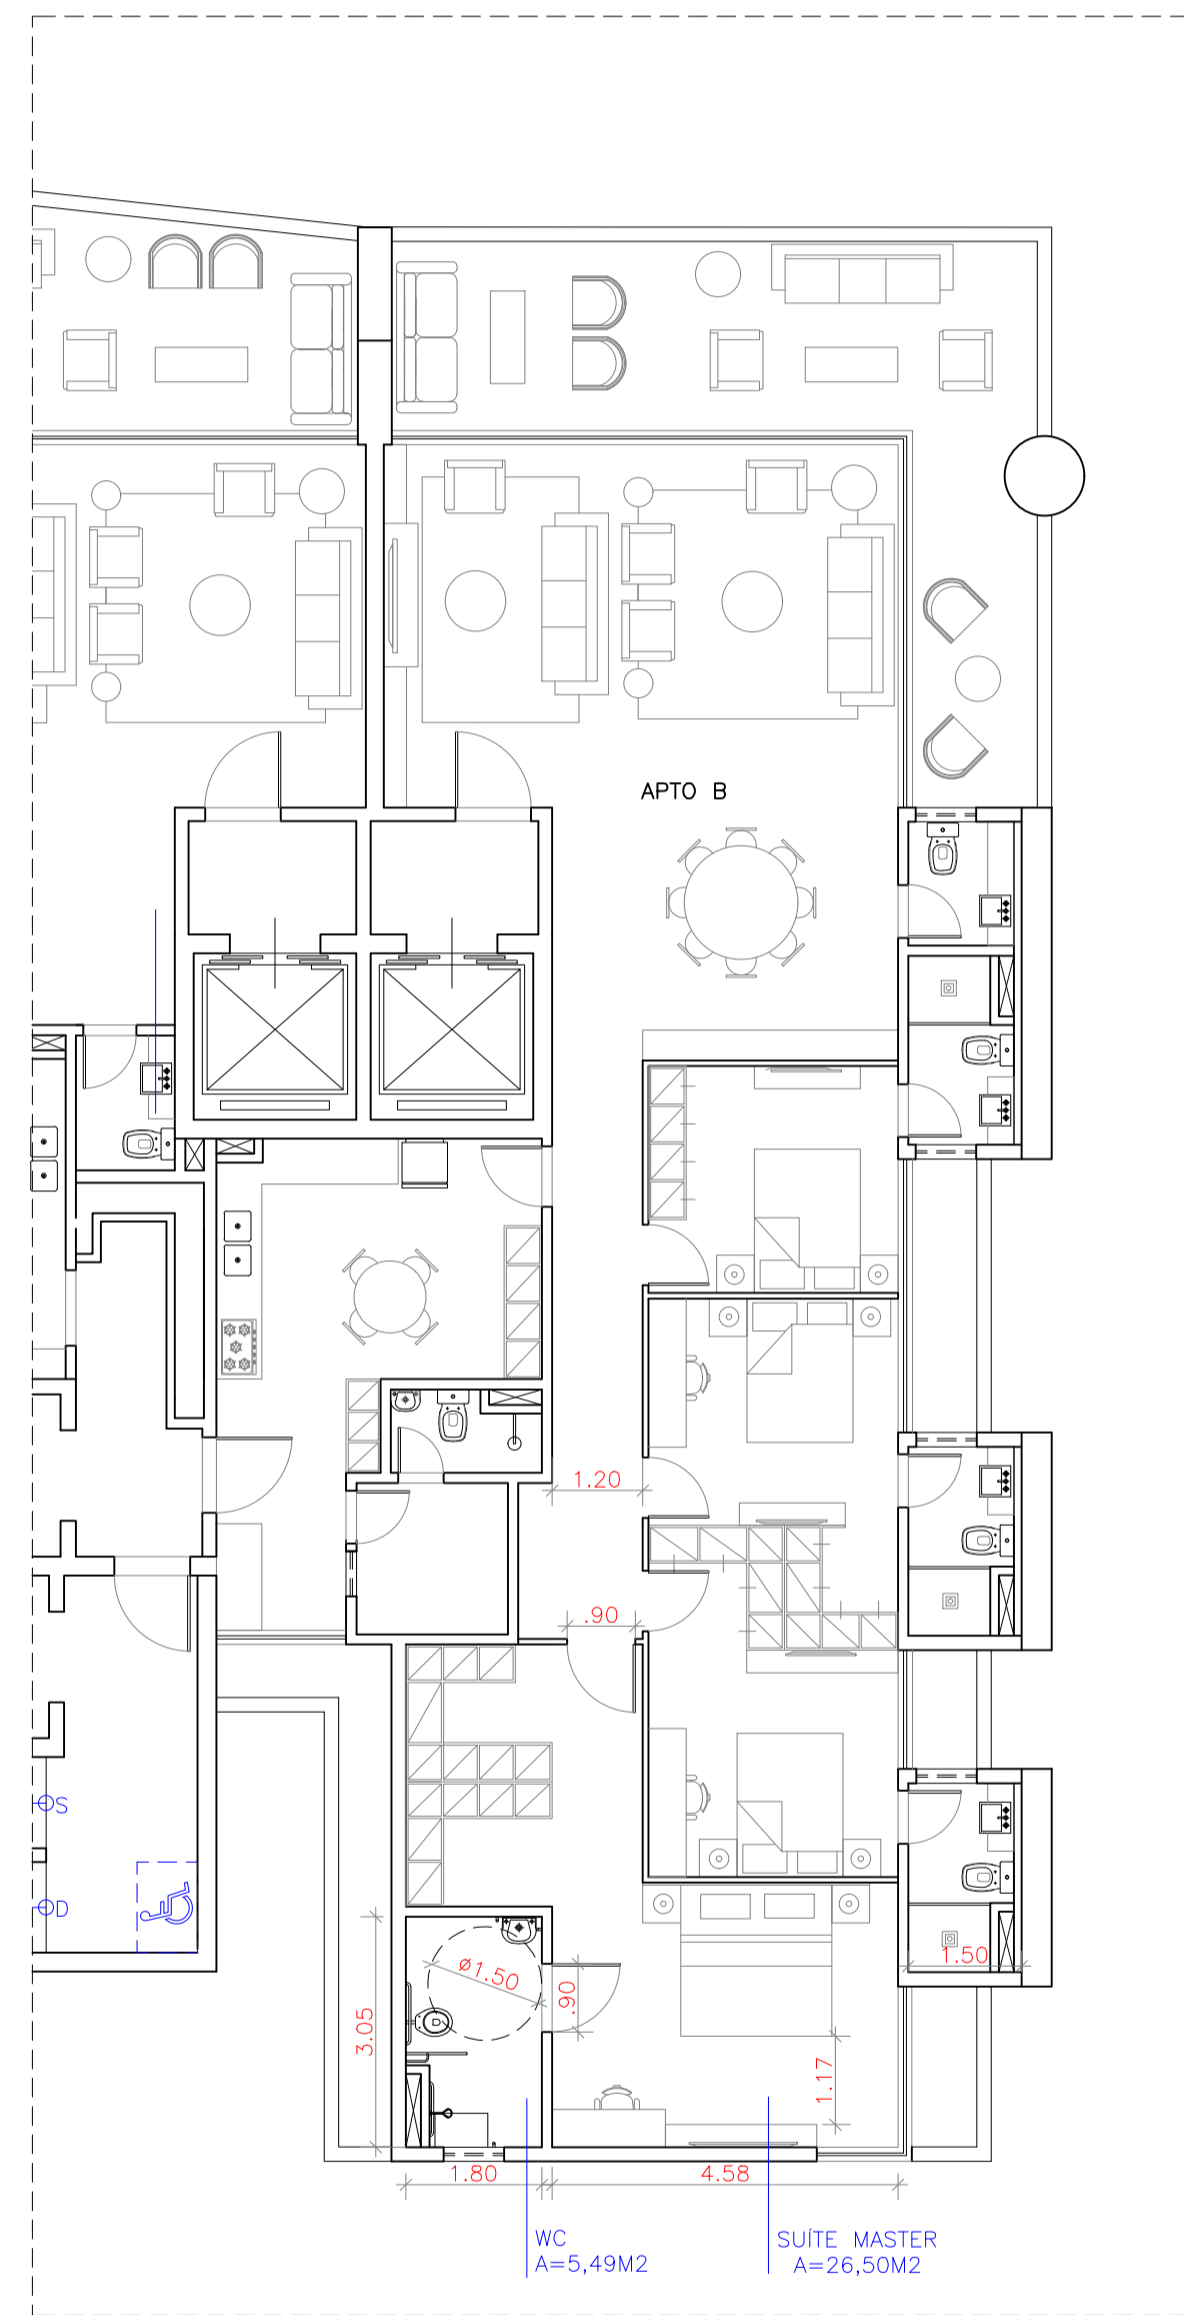 APTO B
1.20
.90
S
D
ø1.50
.90
3.05
1.50
1.17
1.80
4.58
WC
A=5,49M2
SUÍTE MASTER
A=26,50M2